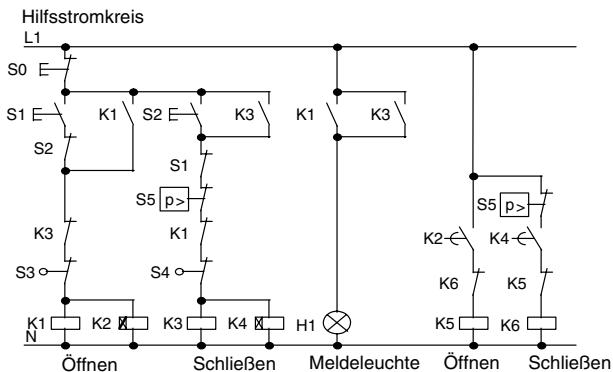 Hilfsstromkreis
L1
S0
S1 K1 S2 K3 K1 K3
S2
S1
S5 p> S5 p>
K3 K1 K2 K4
S3 S4 K6 K5
K1 K2 K3 K4 H1 K5 K6
N
Öffnen Schließen Meldeleuchte Öffnen Schließen